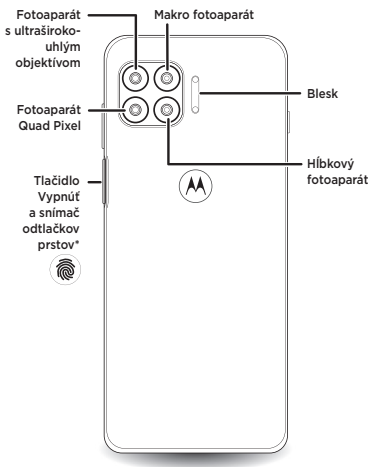 Fotoaparát
s ultraširoko-
uhlým
objektívom
Makro fotoaparát
Blesk
Fotoaparát
Quad Pixel
Hĺbkový
fotoaparát
Tlačidlo
Vypnúť
a snímač
odtlačkov
prstov*